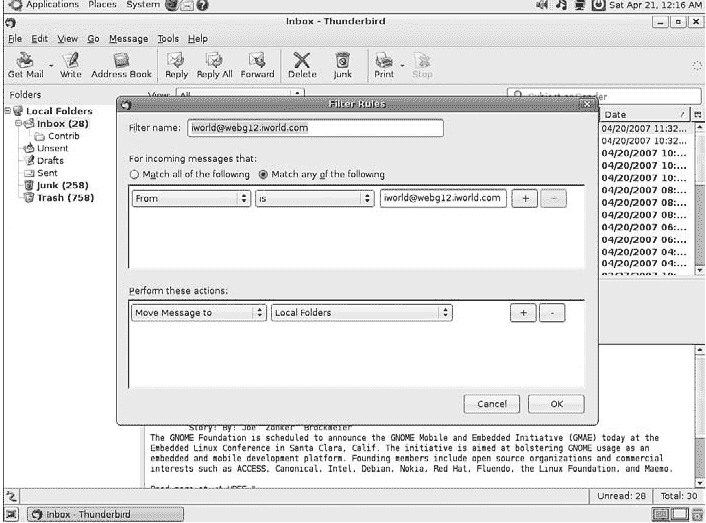 Applications Places System Sat Apr 21, 12:16 AM
Inbox - Thunderbird
File Edit View Go Message Tools Help
Get Mail Write Address Book Reply Reply All Forward Delete Junk Print Stop
Folders View: All Subject or Sender
Filter Rules
Local Folders
Inbox (28)
Contrib
Unsent
Drafts
Sent
Junk (258)
Trash (758)
Filter name: iworld@webg12.iworld.com
For incoming messages that:
Match all of the following Match any of the following
From is iworld@webg12.iworld.com + -
Perform these actions:
Move Message to Local Folders + -
Cancel OK
Date
04/20/2007 11:32...
04/20/2007 10:32...
04/20/2007 10:...
04/20/2007 10:...
04/20/2007 10:...
04/20/2007 08:...
04/20/2007 08:...
04/20/2007 08:...
04/20/2007 06:...
04/20/2007 06:...
04/20/2007 04:...
04/20/2007 04:...
Story: By: Joe "Zonker" Brockmeier
The GNOME Foundation is scheduled to announce the GNOME Mobile and Embedded Initiative (GMAE) today at the
Embedded Linux Conference in Santa Clara, Calif. The initiative is aimed at bolstering GNOME usage as an
embedded and mobile development platform. Founding members include open source organizations and commercial
interests such as ACCESS, Canonical, Intel, Debian, Nokia, Red Hat, Fluendo, the Linux Foundation, and Maemo.
Unread: 28 Total: 30
Inbox - Thunderbird